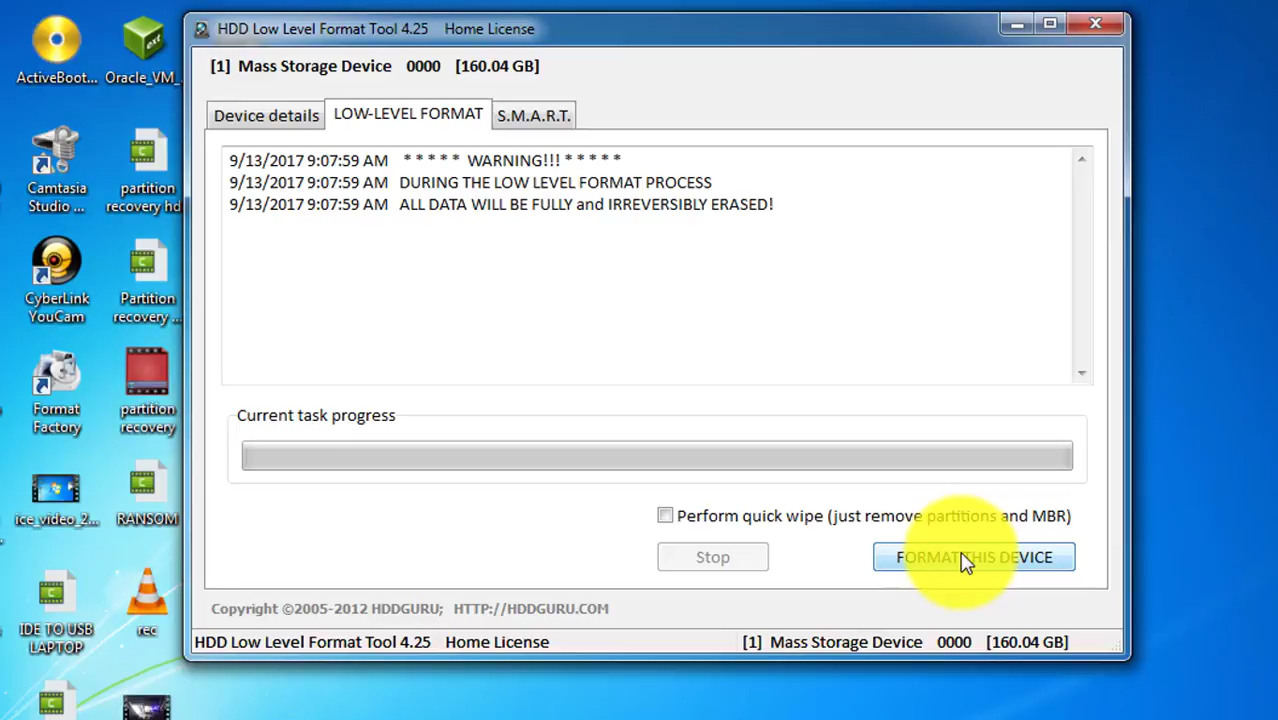 HDD Low Level Format Tool 4.25 Home License
[1] Mass Storage Device 0000 [160.04 GB]
Device details
LOW-LEVEL FORMAT
S.M.A.R.T.
9/13/2017 9:07:59 AM * * * * * WARNING!!! * * * * *
9/13/2017 9:07:59 AM DURING THE LOW LEVEL FORMAT PROCESS
9/13/2017 9:07:59 AM ALL DATA WILL BE FULLY and IRREVERSIBLY ERASED!
Current task progress
Perform quick wipe (just remove partitions and MBR)
Stop
FORMAT THIS DEVICE
Copyright ©2005-2012 HDDGURU; HTTP://HDDGURU.COM
HDD Low Level Format Tool 4.25 Home License
[1] Mass Storage Device 0000 [160.04 GB]
ActiveBoot...
Oracle_VM_...
ext
Camtasia
Studio ...
partition
recovery hd
CyberLink
YouCam
Partition
recovery ...
Format
Factory
partition
recovery
ice_video_2...
RANSOM
IDE TO USB
LAPTOP
rec